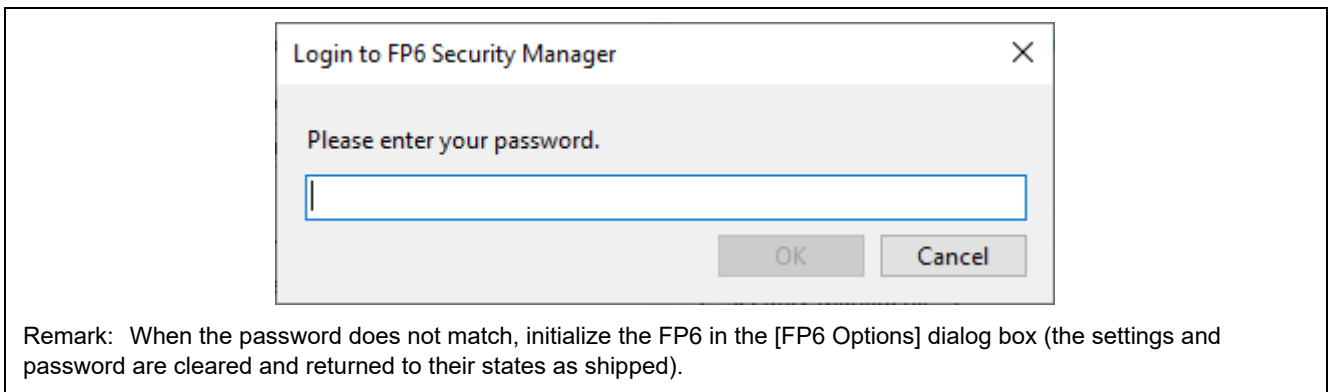 Login to FP6 Security Manager
Please enter your password.
OK
Cancel
Remark: When the password does not match, initialize the FP6 in the [FP6 Options] dialog box (the settings and
password are cleared and returned to their states as shipped).